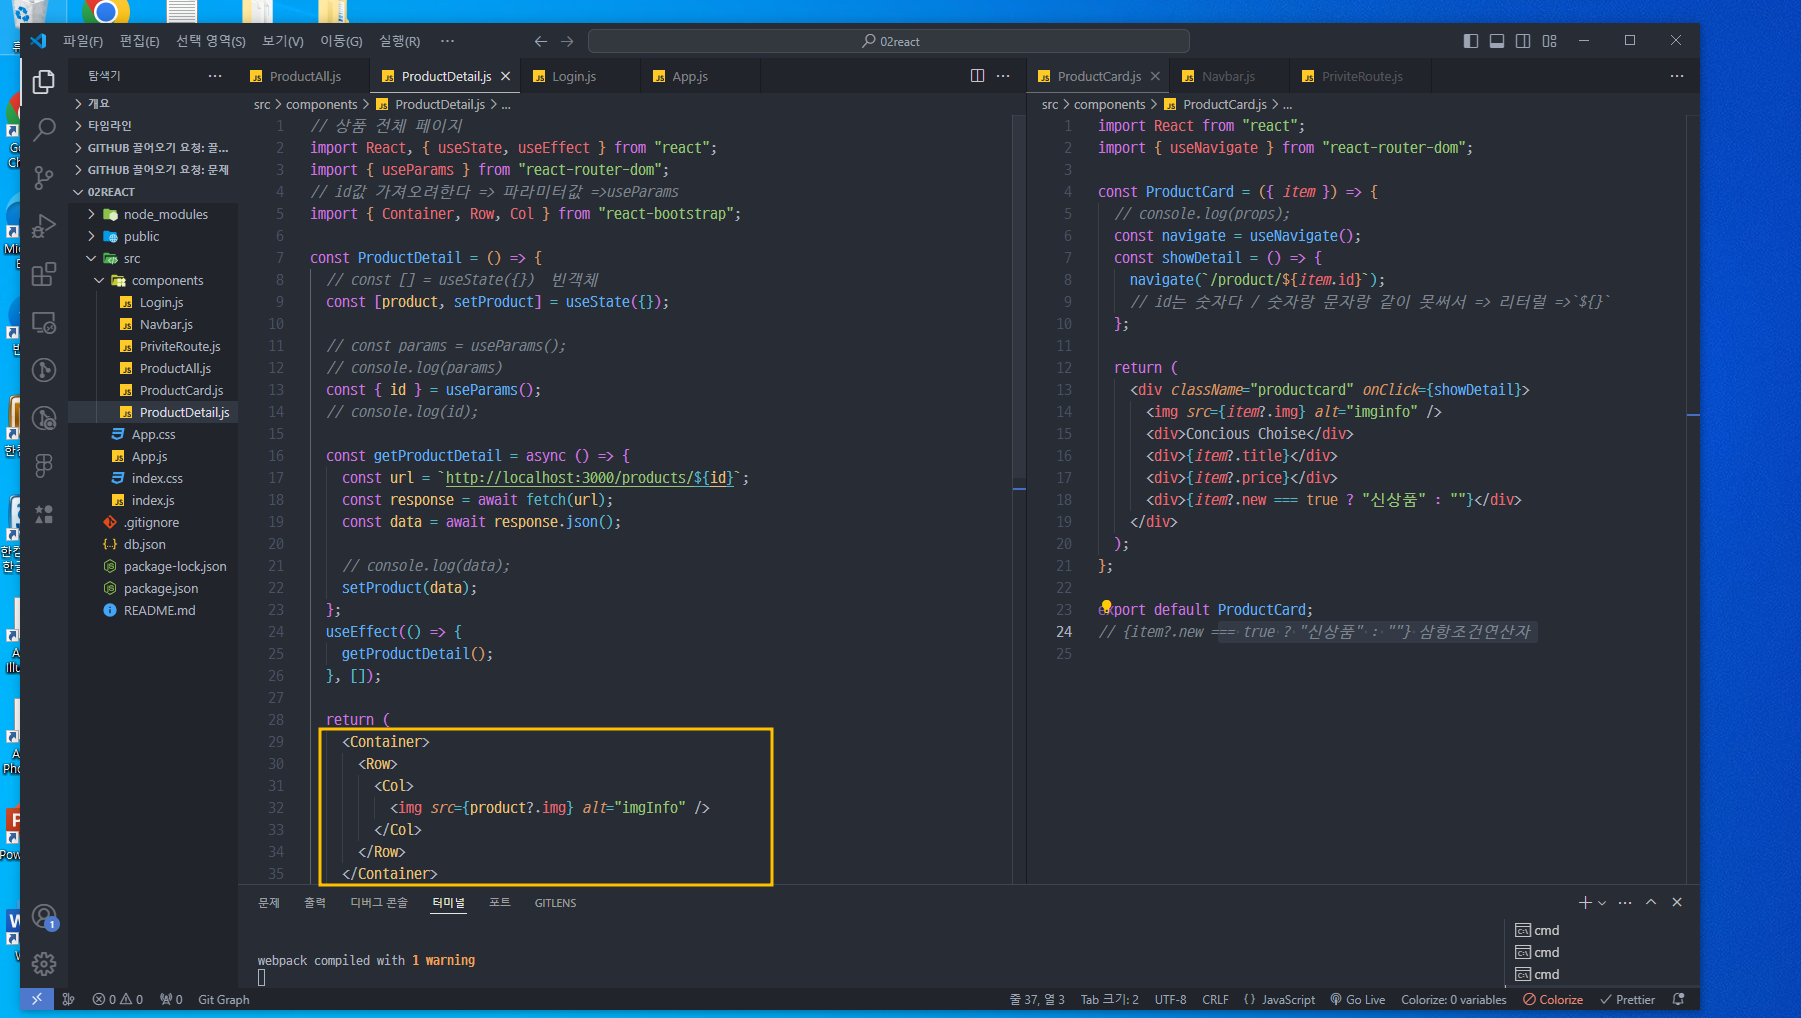 파일(F) 편집(E) 선택 영역(S) 보기(V) 이동(G) 실행(R) ···
02react
탐색기 ···
ProductAll.js ProductDetail.js Login.js App.js ···
ProductCard.js Navbar.js PriviteRoute.js ···
개요
타임라인
GITHUB 끌어오기 요청: 끌...
GITHUB 끌어오기 요청: 문제
02REACT
node_modules
public
src
components
Login.js
Navbar.js
PriviteRoute.js
ProductAll.js
ProductCard.js
ProductDetail.js
App.css
App.js
index.css
index.js
.gitignore
db.json
package-lock.json
package.json
README.md
src > components > ProductDetail.js > ...
1 // 상품 전체 페이지
2 import React, { useState, useEffect } from "react";
3 import { useParams } from "react-router-dom";
4 // id값 가져오려한다 => 파라미터값 =>useParams
5 import { Container, Row, Col } from "react-bootstrap";
6
7 const ProductDetail = () => {
8 // const [] = useState({}) 빈객체
9 const [product, setProduct] = useState({});
10
11 // const params = useParams();
12 // console.log(params)
13 const { id } = useParams();
14 // console.log(id);
15
16 const getProductDetail = async () => {
17 const url = `http://localhost:3000/products/${id}`;
18 const response = await fetch(url);
19 const data = await response.json();
20
21 // console.log(data);
22 setProduct(data);
23 };
24 useEffect(() => {
25 getProductDetail();
26 }, []);
27
28 return (
29 <Container>
30 <Row>
31 <Col>
32 <img src={product?.img} alt="imgInfo" />
33 </Col>
34 </Row>
35 </Container>
src > components > ProductCard.js > ...
1 import React from "react";
2 import { useNavigate } from "react-router-dom";
3
4 const ProductCard = ({ item }) => {
5 // console.log(props);
6 const navigate = useNavigate();
7 const showDetail = () => {
8 navigate(`/product/${item.id}`);
9 // id는 숫자다 / 숫자랑 문자랑 같이 못써서 => 리터럴 =>`${}`
10 };
11
12 return (
13 <div className="productcard" onClick={showDetail}>
14 <img src={item?.img} alt="imginfo" />
15 <div>Concious Choise</div>
16 <div>{item?.title}</div>
17 <div>{item?.price}</div>
18 <div>{item?.new === true ? "신상품" : ""}</div>
19 </div>
20 );
21 };
22
23 export default ProductCard;
24 // {item?.new === true ? "신상품" : ""} 삼항조건연산자
25
문제 출력 디버그 콘솔 터미널 포트 GITLENS
webpack compiled with 1 warning
cmd
cmd
cmd
1
0 0 0 Git Graph 줄 37, 열 3 Tab 크기: 2 UTF-8 CRLF {} JavaScript Go Live Colorize: 0 variables Colorize Prettier